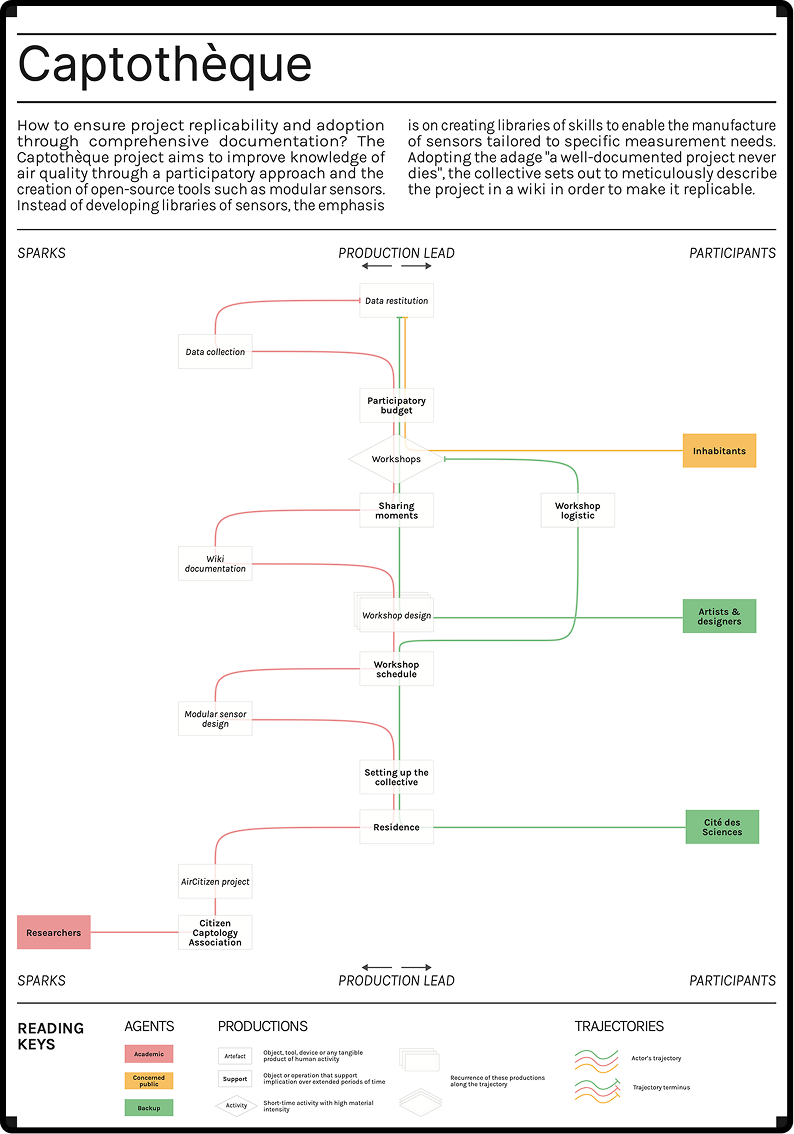 Captothèque
How to ensure project replicability and adoption
through comprehensive documentation? The
Captothèque project aims to improve knowledge of
air quality through a participatory approach and the
creation of open-source tools such as modular sensors.
Instead of developing libraries of sensors, the emphasis
is on creating libraries of skills to enable the manufacture
of sensors tailored to specific measurement needs.
Adopting the adage "a well-documented project never
dies", the collective sets out to meticulously describe
the project in a wiki in order to make it replicable.
SPARKS
PRODUCTION LEAD
PARTICIPANTS
Data restitution
Data collection
Participatory
budget
Inhabitants
Workshops
Sharing
moments
Workshop
logistic
Wiki
documentation
Workshop design
Artists &
designers
Workshop
schedule
Modular sensor
design
Setting up the
collective
Residence
Cité des
Sciences
AirCitizen project
Researchers
Citizen
Captology
Association
SPARKS
PRODUCTION LEAD
PARTICIPANTS
READING
KEYS
AGENTS
Academic
Concerned
public
Backup
PRODUCTIONS
Artefact
Object, tool, device or any tangible
product of human activity
Support
Object or operation that support
implication over extended periods of time
Activity
Short-time activity with high material
intensity
Recurrence of these productions
along the trajectory
TRAJECTORIES
Actor's trajectory
Trajectory terminus